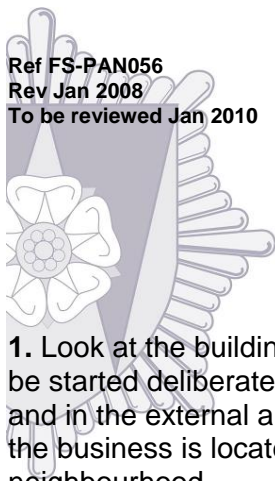 Ref FS-PAN056
Rev Jan 2008
To be reviewed Jan 2010
1. Look at the buildin
be started deliberate
and in the external a
the business is locate